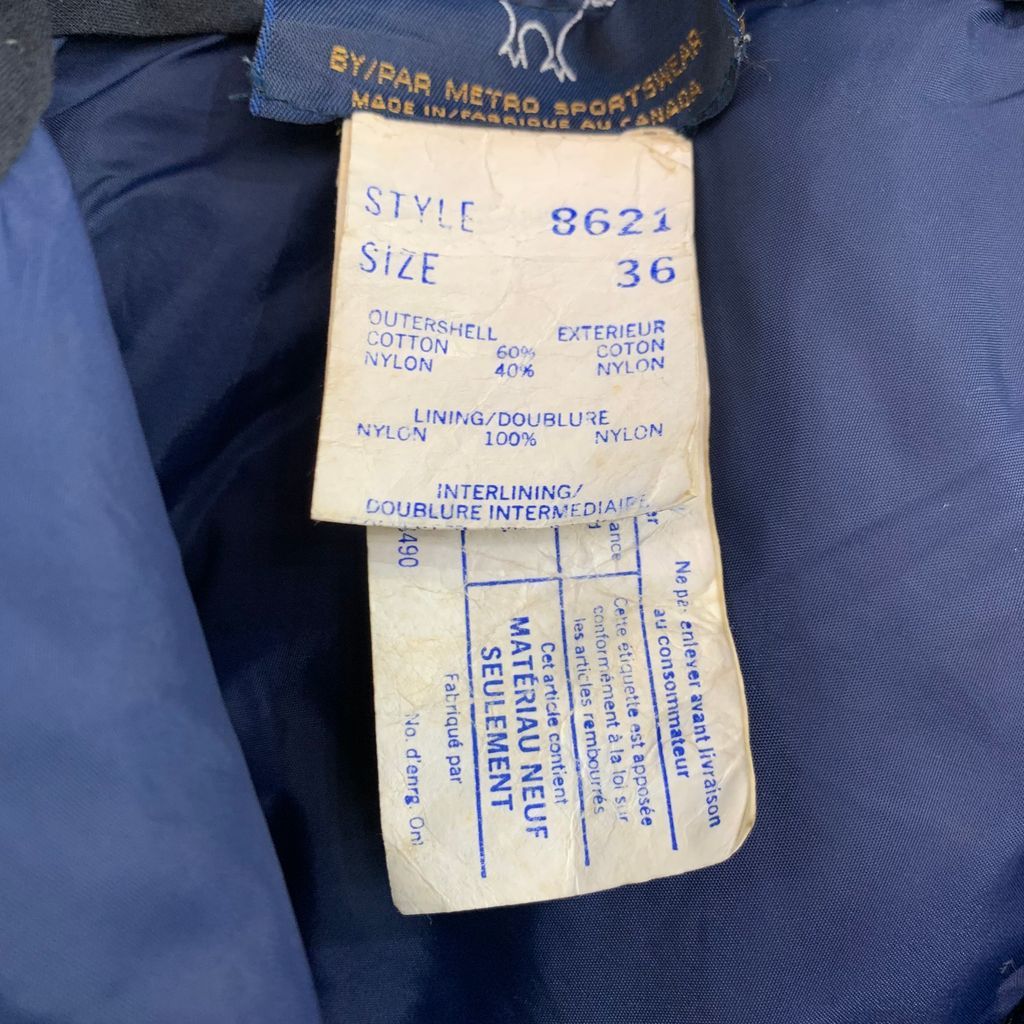 BY/PAR METRO SPORTSWEAR
MADE IN/FABRIQUE AU CANADA
STYLE 8621
SIZE 36
OUTERSHELL EXTERIEUR
COTTON 60% COTON
NYLON 40% NYLON
LINING/DOUBLURE
NYLON 100% NYLON
INTERLINING/
DOUBLURE INTERMEDIAIRE
Ne pas enlever avant livraison
au consommateur
Cette étiquette est apposée
conformément à la loi sur
les articles rembourrés
Cet article contient
MATÉRIAU NEUF
SEULEMENT
Fabriqué par
No. d'enrg. Ont
490